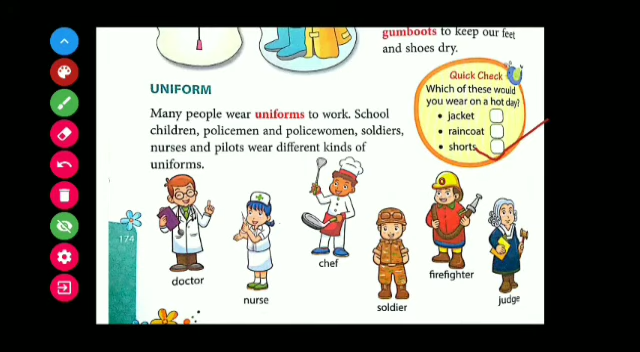 gumboots to keep our feet
and shoes dry.
UNIFORM
Many people wear uniforms to work. School
children, policemen and policewomen, soldiers,
nurses and pilots wear different kinds of
uniforms.
Quick Check
Which of these would
you wear on a hot day?
• jacket
• raincoat
• shorts
174
doctor
nurse
chef
soldier
firefighter
judge